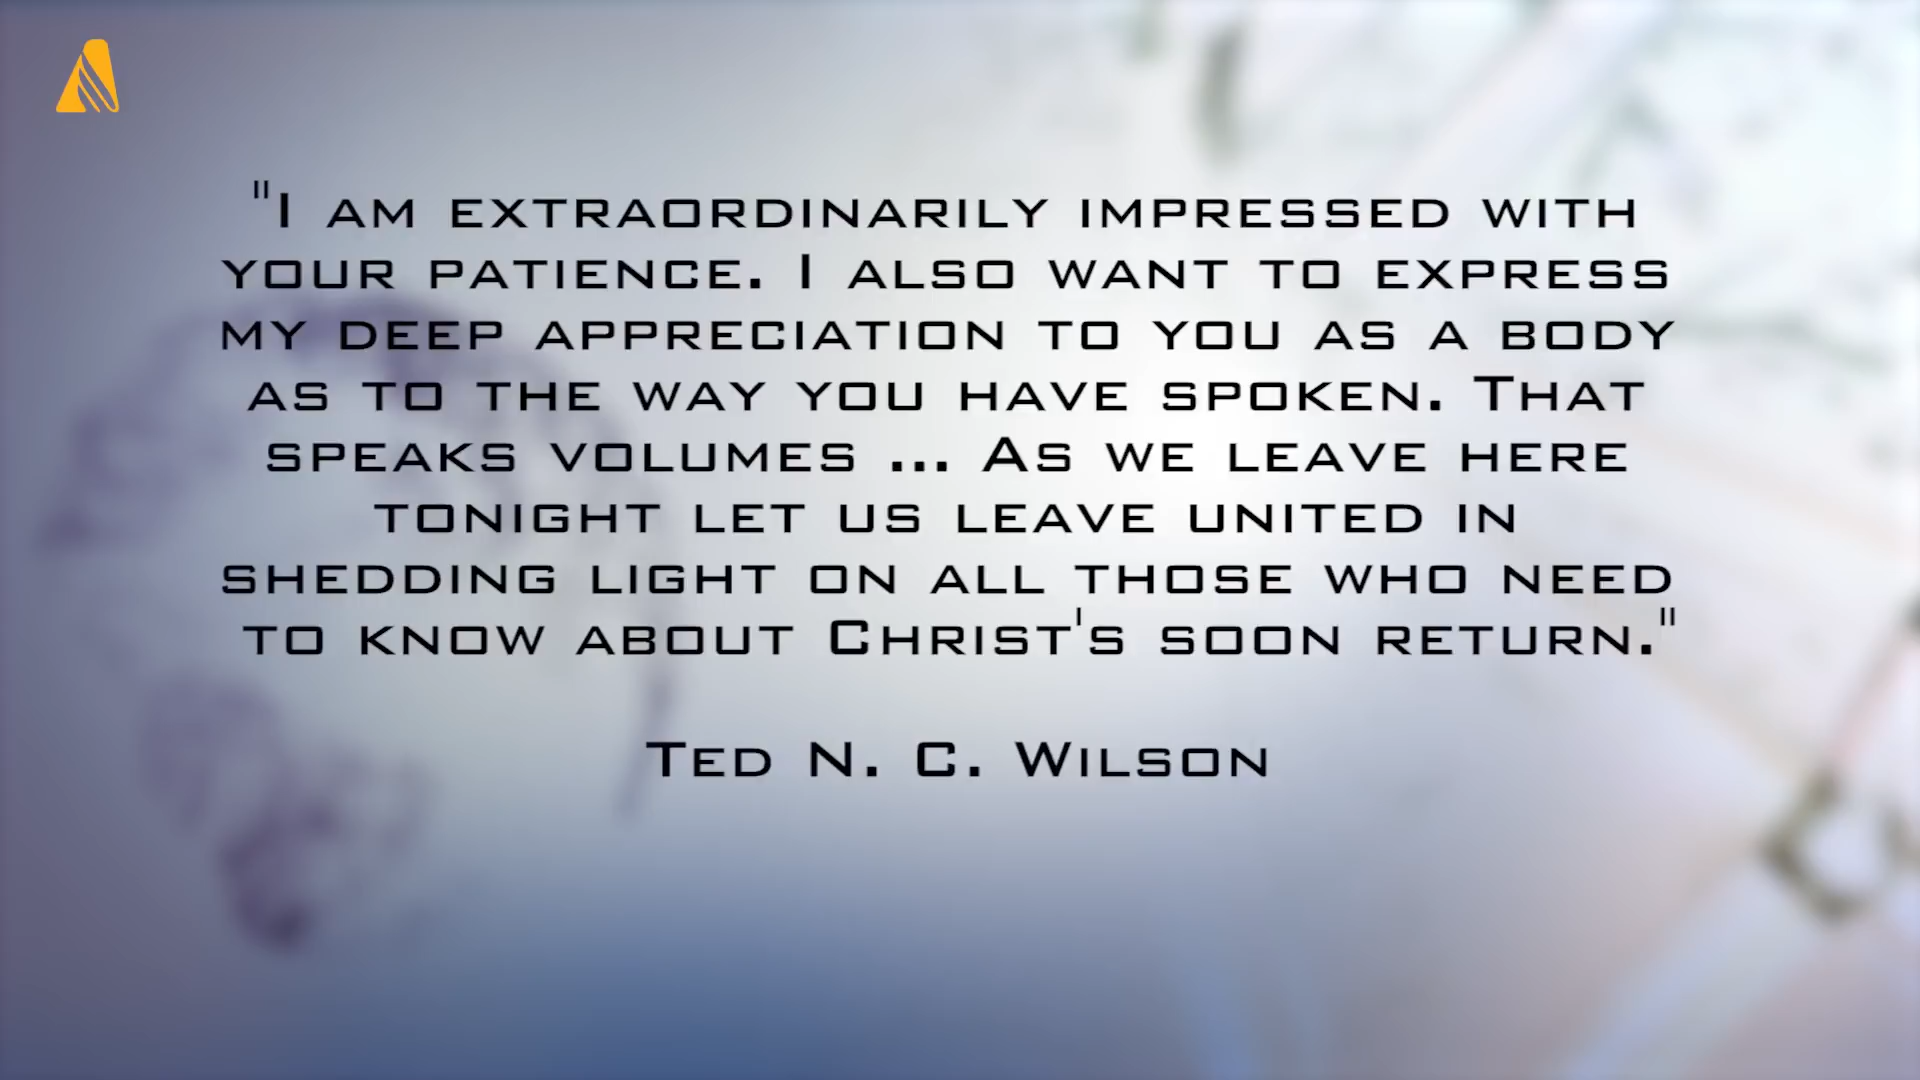 "I am extraordinarily impressed with
your patience. I also want to express
my deep appreciation to you as a body
as to the way you have spoken. That
speaks volumes ... As we leave here
tonight let us leave united in
shedding light on all those who need
to know about Christ's soon return."
Ted N. C. Wilson